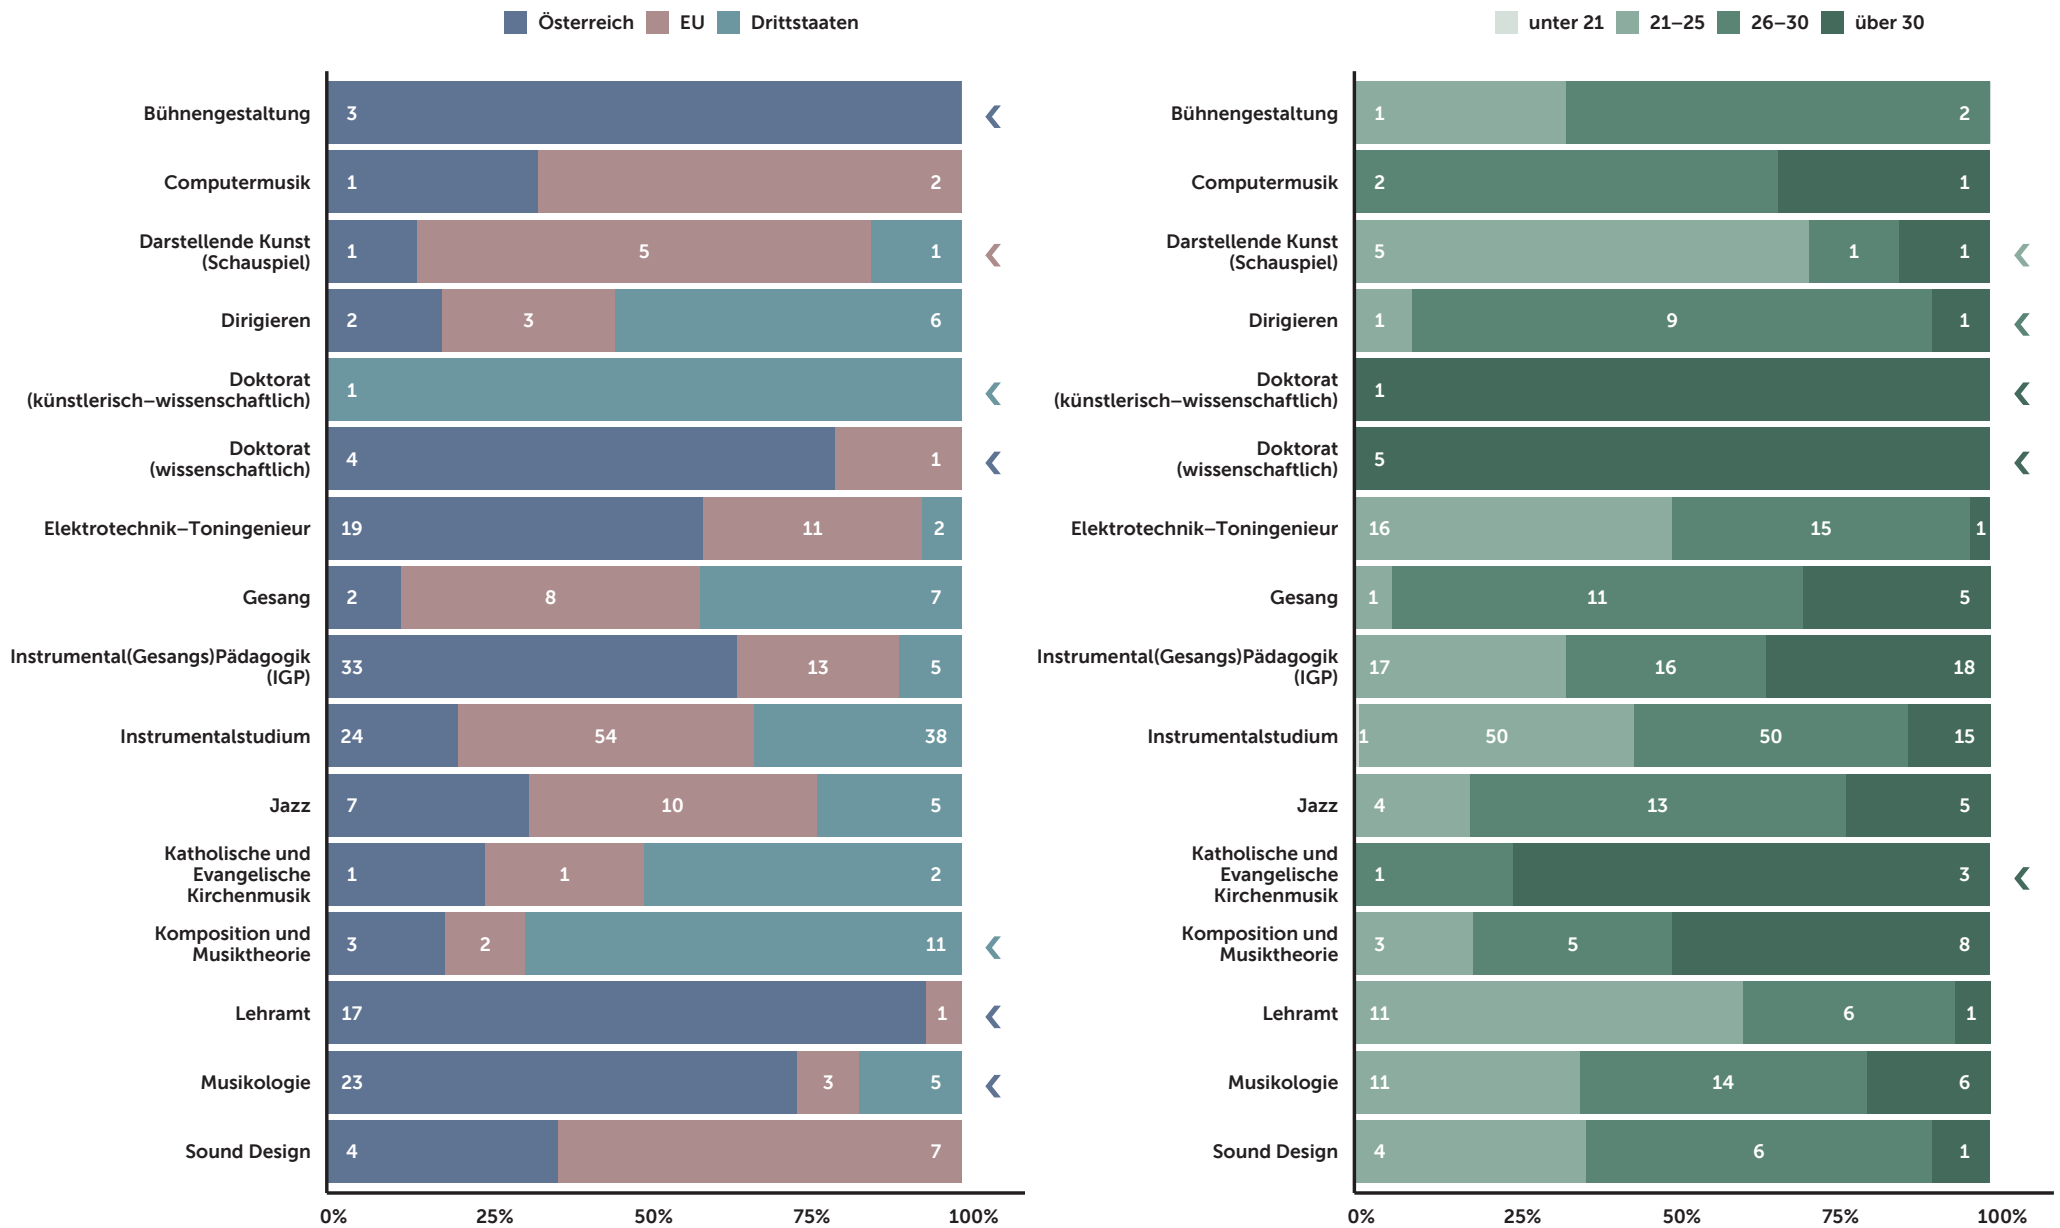 Österreich EU Drittstaaten
Bühnengestaltung 3
Computermusik 1 2
Darstellende Kunst
(Schauspiel) 1 5 1
Dirigieren 2 3 6
Doktorat
(künstlerisch–wissenschaftlich) 1
Doktorat
(wissenschaftlich) 4 1
Elektrotechnik–Toningenieur 19 11 2
Gesang 2 8 7
Instrumental(Gesangs)Pädagogik
(IGP) 33 13 5
Instrumentalstudium 24 54 38
Jazz 7 10 5
Katholische und
Evangelische 1 1 2
Kirchenmusik
Komposition und
Musiktheorie 3 2 11
Lehramt 17 1
Musikologie 23 3 5
Sound Design 4 7
0% 25% 50% 75% 100%
unter 21 21–25 26–30 über 30
Bühnengestaltung 1 2
Computermusik 2 1
Darstellende Kunst
(Schauspiel) 5 1 1
Dirigieren 1 9 1
Doktorat
(künstlerisch–wissenschaftlich) 1
Doktorat
(wissenschaftlich) 5
Elektrotechnik–Toningenieur 16 15 1
Gesang 1 11 5
Instrumental(Gesangs)Pädagogik
(IGP) 17 16 18
Instrumentalstudium 1 50 50 15
Jazz 4 13 5
Katholische und
Evangelische 1 3
Kirchenmusik
Komposition und
Musiktheorie 3 5 8
Lehramt 11 6 1
Musikologie 11 14 6
Sound Design 4 6 1
0% 25% 50% 75% 100%